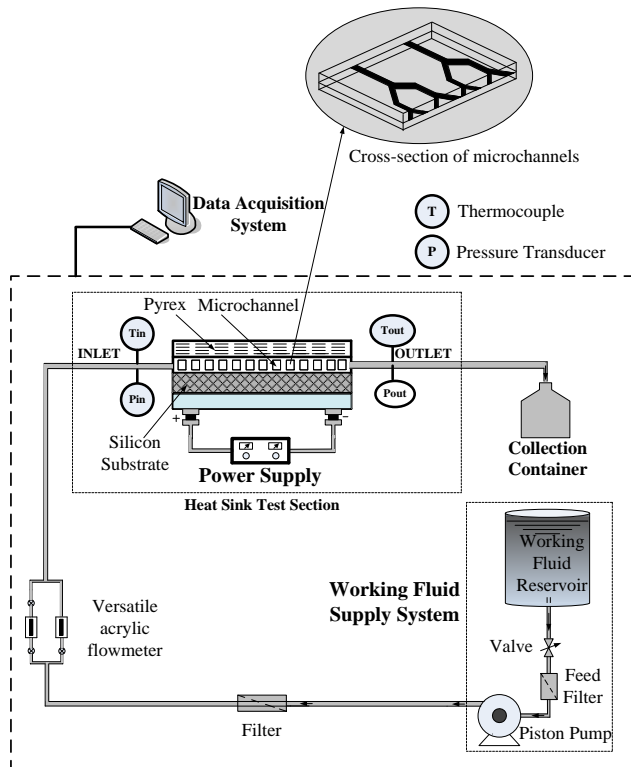 Cross-section of microchannels
Data Acquisition
System
T Thermocouple
P Pressure Transducer
Pyrex Microchannel
Tin
Tout
INLET
OUTLET
Pin
Pout
+
−
Silicon
Substrate
Power Supply
Heat Sink Test Section
Collection
Container
Working
Fluid
Reservoir
Working Fluid
Supply System
Versatile
acrylic
flowmeter
Valve
Feed
Filter
Filter
Piston Pump